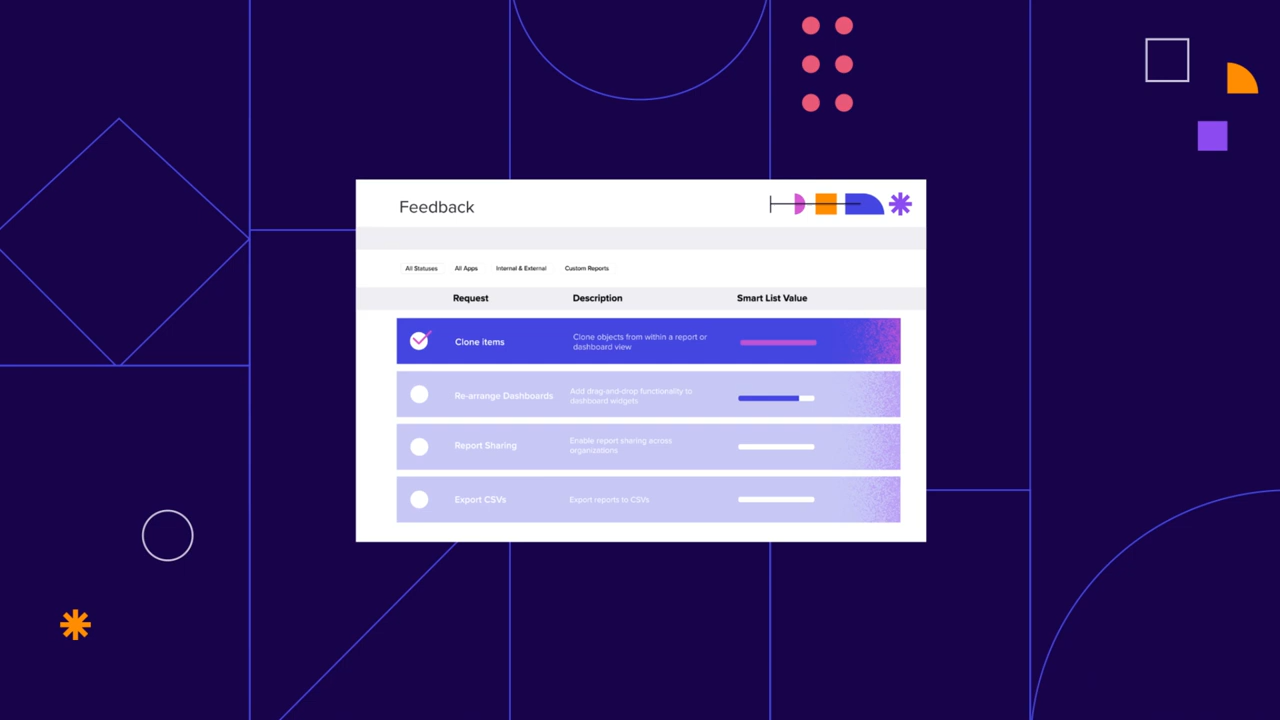 Feedback
All Statuses All Apps Internal & External Custom Reports
Request Description Smart List Value
Clone items
Clone objects from within a report or
dashboard view
Re-arrange Dashboards
Add drag-and-drop functionality to
dashboard widgets
Report Sharing
Enable report sharing across
organizations
Export CSVs
Export reports to CSVs